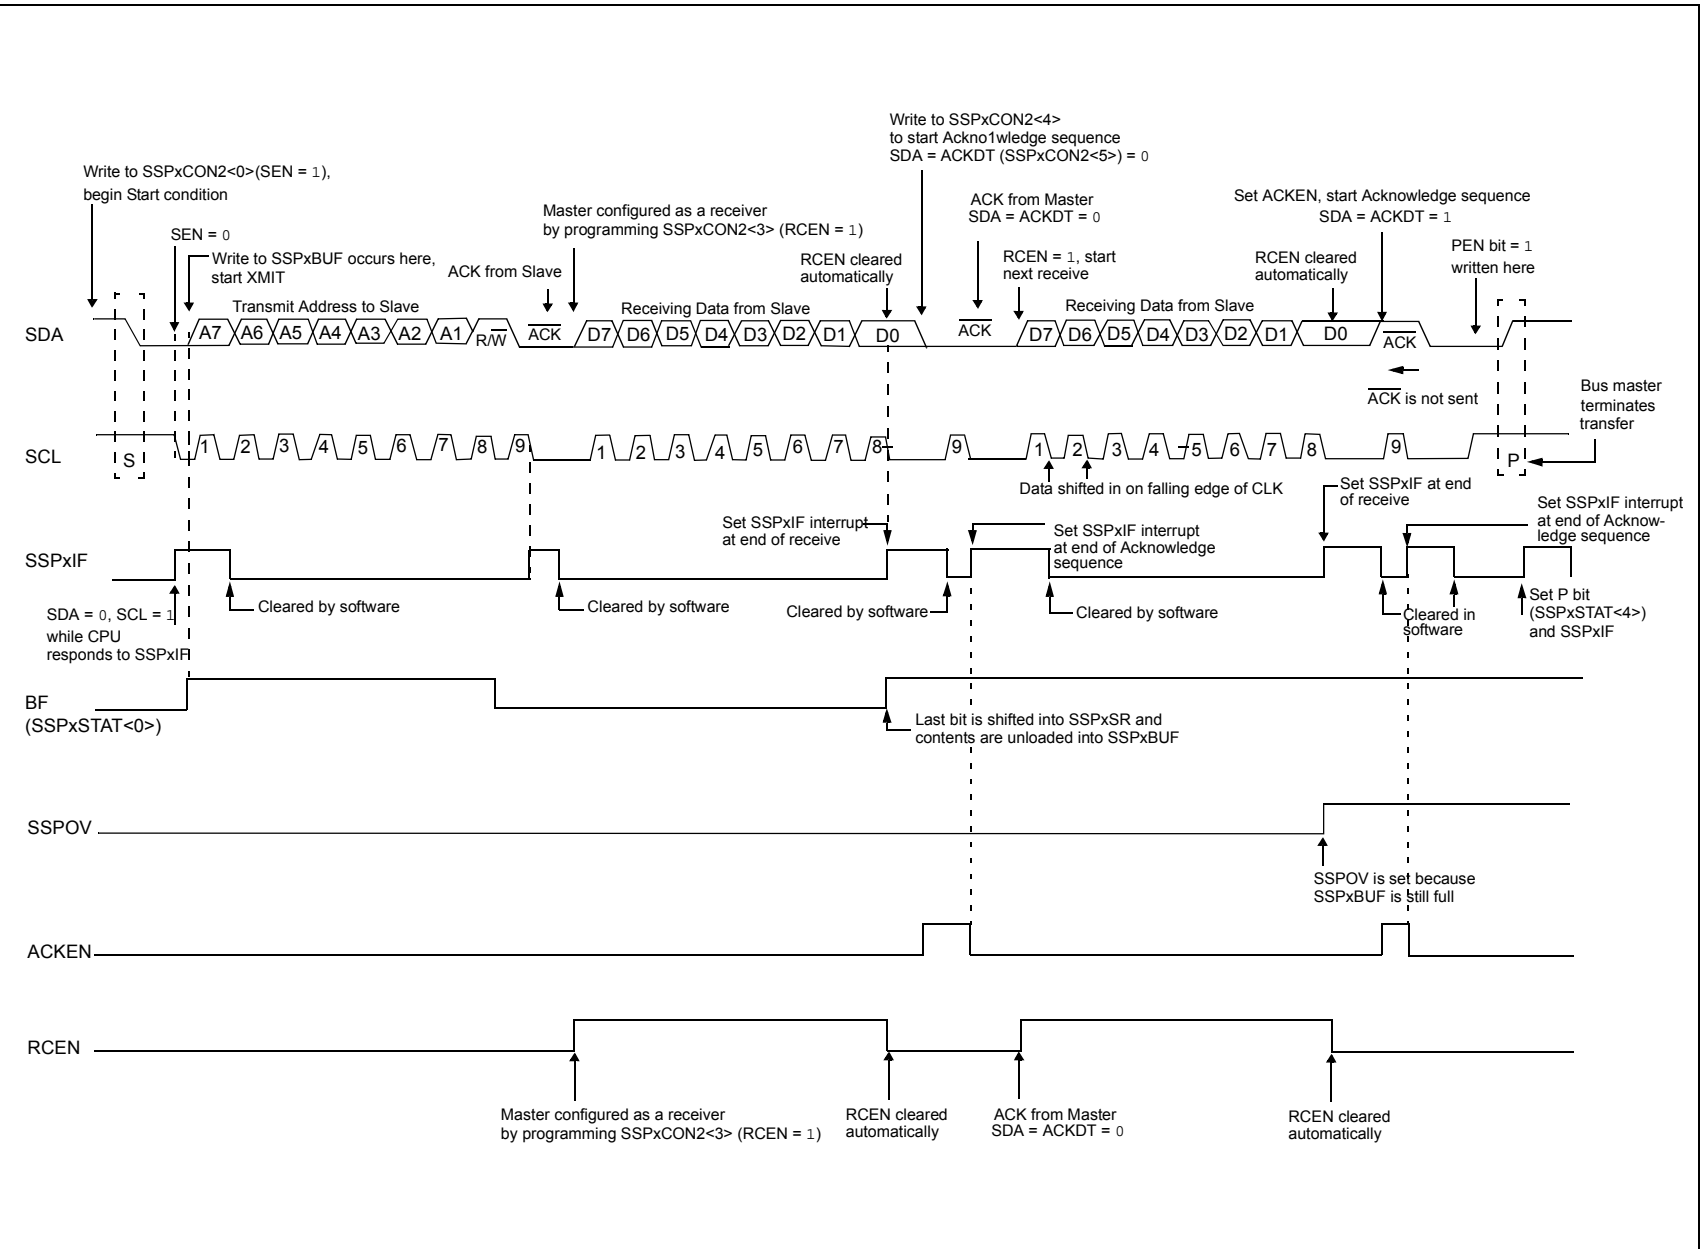 Write to SSPxCON2<4>
to start Ackno1wledge sequence
SDA = ACKDT (SSPxCON2<5>) = 0
Write to SSPxCON2<0>(SEN = 1),
begin Start condition
ACK from Master
SDA = ACKDT = 0
Set ACKEN, start Acknowledge sequence
SDA = ACKDT = 1
Master configured as a receiver
by programming SSPxCON2<3> (RCEN = 1)
SEN = 0
PEN bit = 1
written here
Write to SSPxBUF occurs here,
start XMIT
ACK from Slave
RCEN cleared
automatically
RCEN = 1, start
next receive
RCEN cleared
automatically
Transmit Address to Slave
Receiving Data from Slave
Receiving Data from Slave
SDA
A7 A6 A5 A4 A3 A2 A1 R/W ACK D7 D6 D5 D4 D3 D2 D1 D0 ACK D7 D6 D5 D4 D3 D2 D1 D0 ACK
ACK is not sent
Bus master
terminates
transfer
SCL
S 1 2 3 4 5 6 7 8 9 1 2 3 4 5 6 7 8 9 1 2 3 4 5 6 7 8 9 P
Data shifted in on falling edge of CLK
Set SSPxIF at end
of receive
Set SSPxIF interrupt
at end of receive
Set SSPxIF interrupt
at end of Acknowledge
sequence
Set SSPxIF interrupt
at end of Acknow-
ledge sequence
SSPxIF
SDA = 0, SCL = 1
while CPU
responds to SSPxIF
Cleared by software
Cleared by software
Cleared by software
Cleared by software
Cleared in
software
Set P bit
(SSPxSTAT<4>)
and SSPxIF
BF
(SSPxSTAT<0>)
Last bit is shifted into SSPxSR and
contents are unloaded into SSPxBUF
SSPOV
SSPOV is set because
SSPxBUF is still full
ACKEN
RCEN
Master configured as a receiver
by programming SSPxCON2<3> (RCEN = 1)
RCEN cleared
automatically
ACK from Master
SDA = ACKDT = 0
RCEN cleared
automatically